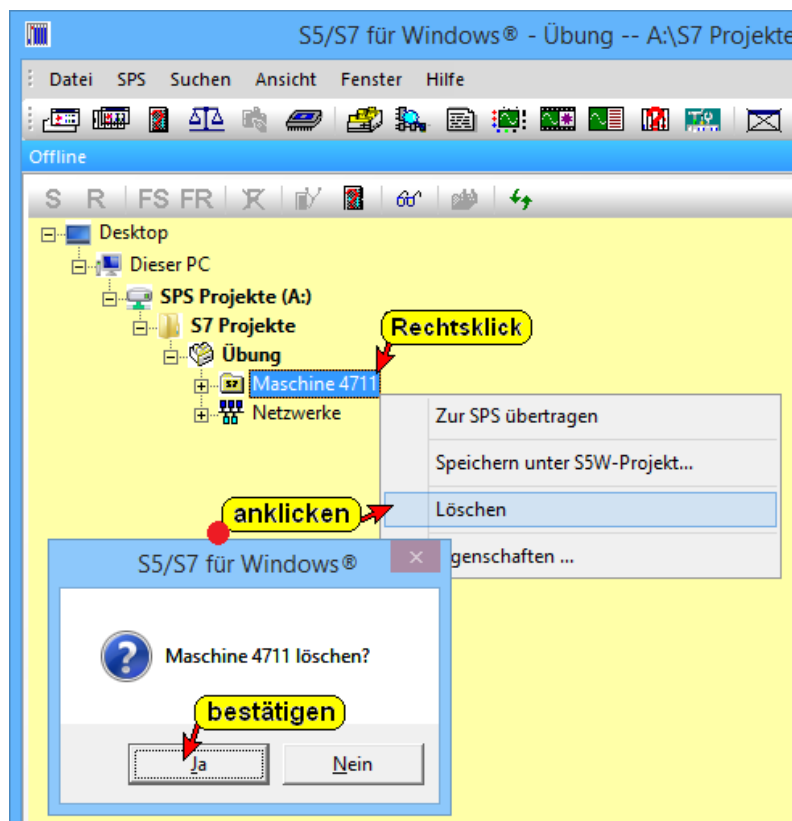 S5/S7 für Windows® - Übung -- A:\S7 Projekte
Datei SPS Suchen Ansicht Fenster Hilfe
Offline
S R FS FR
Desktop
Dieser PC
SPS Projekte (A:)
S7 Projekte
Rechtsklick
Übung
Maschine 4711
Netzwerke
Zur SPS übertragen
Speichern unter S5W-Projekt...
anklicken
Löschen
genschaften ...
S5/S7 für Windows®
Maschine 4711 löschen?
bestätigen
Ja Nein